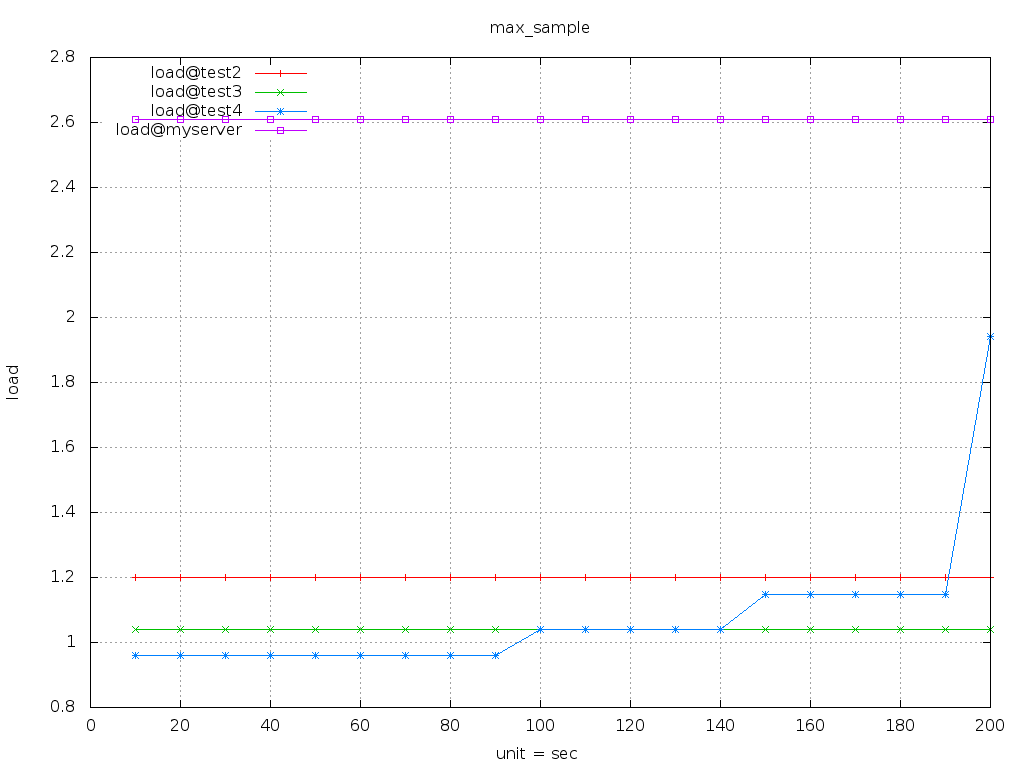 max_sample
2.8
2.6
2.4
2.2
2
1.8
1.6
1.4
1.2
1
0.8
load@test2
load@test3
load@test4
load@myserver
load
0 20 40 60 80 100 120 140 160 180 200
unit = sec